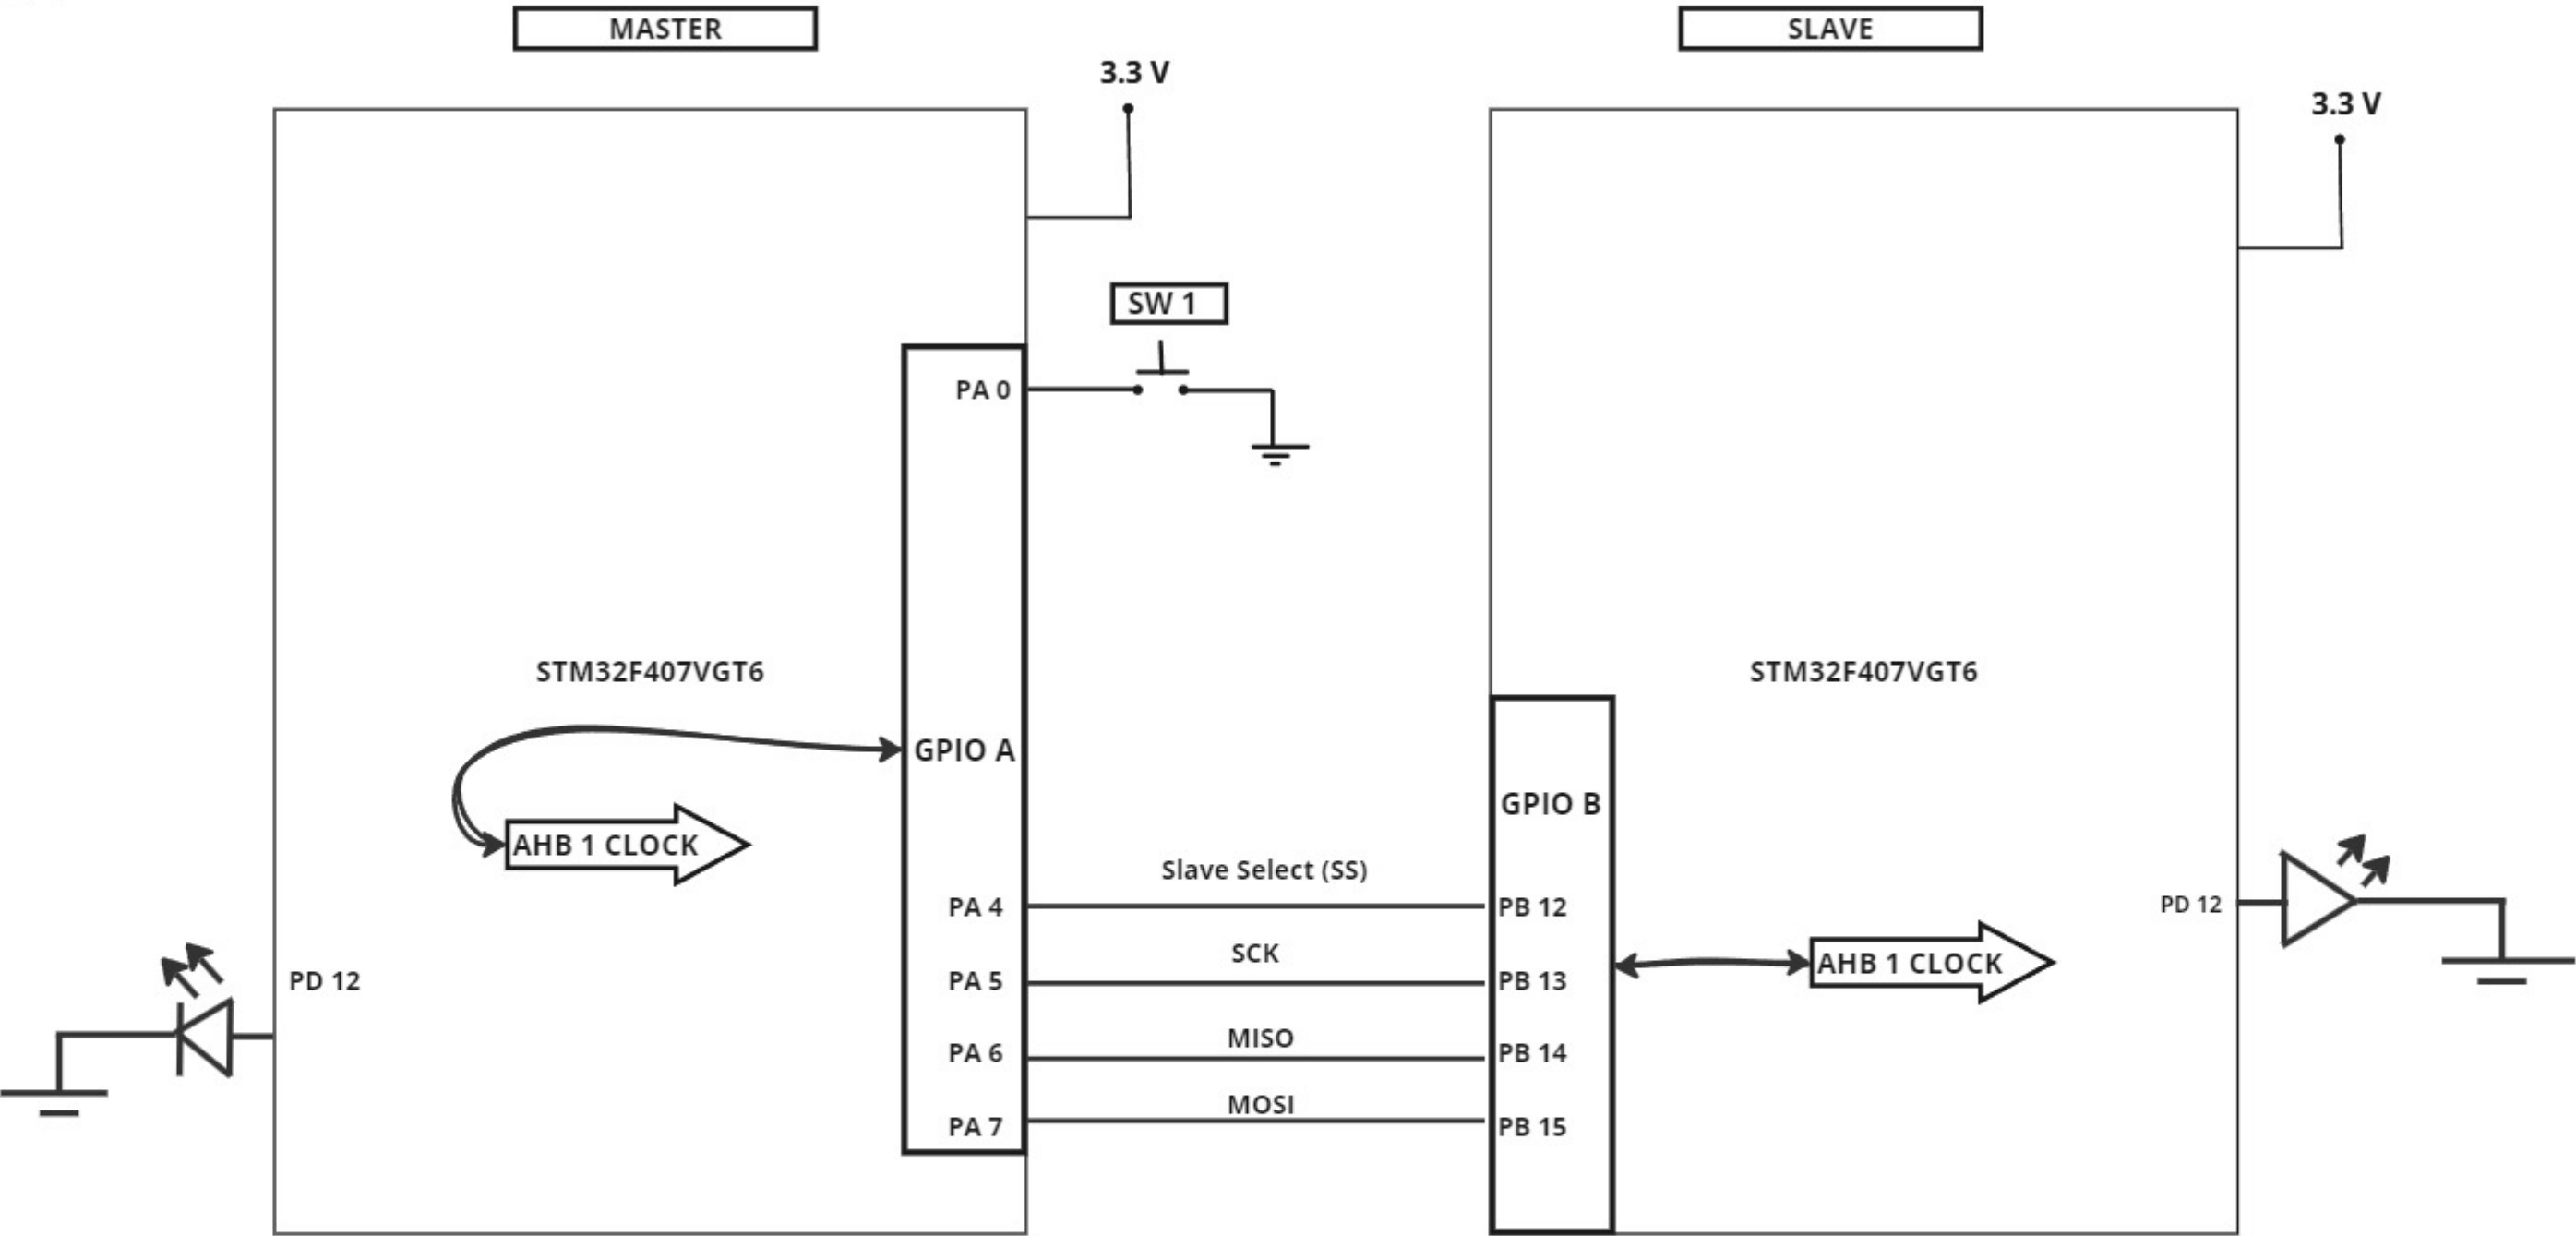 MASTER
SLAVE
3.3 V
3.3 V
SW 1
PA 0
STM32F407VGT6
STM32F407VGT6
GPIO A
GPIO B
AHB 1 CLOCK
Slave Select (SS)
PA 4
PB 12
PD 12
SCK
AHB 1 CLOCK
PD 12
PA 5
PB 13
MISO
PA 6
PB 14
MOSI
PA 7
PB 15